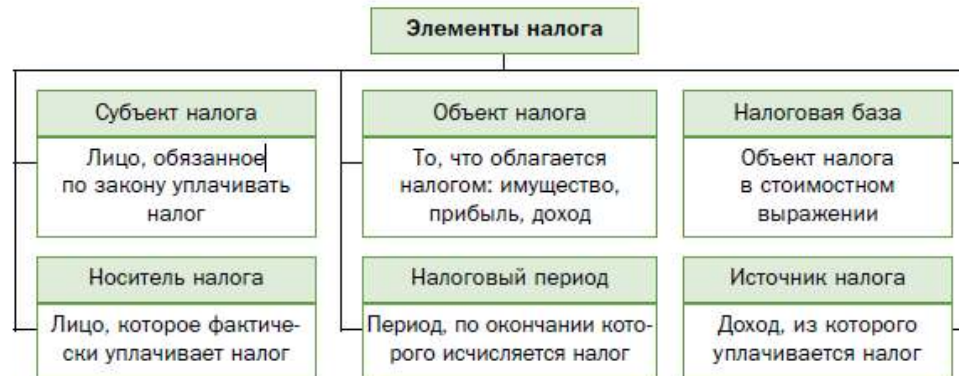 Элементы налога
Субъект налога
Лицо, обязанное
по закону уплачивать
налог
Объект налога
То, что облагается
налогом: имущество,
прибыль, доход
Налоговая база
Объект налога
в стоимостном
выражении
Носитель налога
Лицо, которое фактиче-
ски уплачивает налог
Налоговый период
Период, по окончании кото-
рого исчисляется налог
Источник налога
Доход, из которого
уплачивается налог